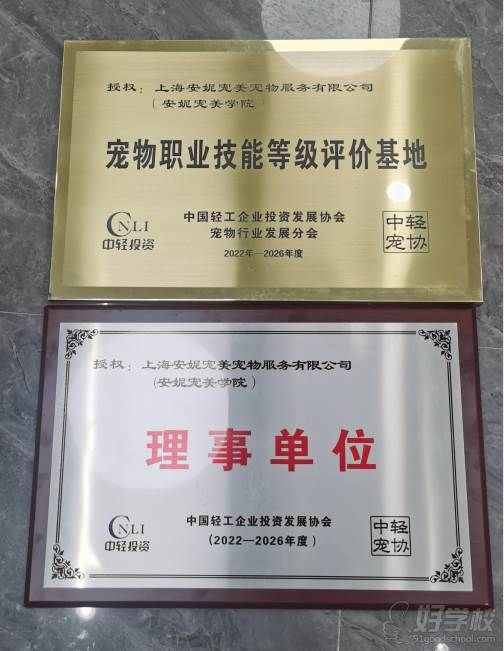 授权：上海安妮宠美宠物服务有限公司
（安妮宠美学院）
宠物职业技能等级评价基地
CNLI
中轻投资
中国轻工企业投资发展协会
宠物行业发展分会
2022年—2026年度
中轻
宠协
授权：上海安妮宠美宠物服务有限公司
（安妮宠美学院）
理事单位
CNLI
中轻投资
中国轻工企业投资发展协会
（2022—2026年度）
中轻
宠协
好学校
91goodschool.com